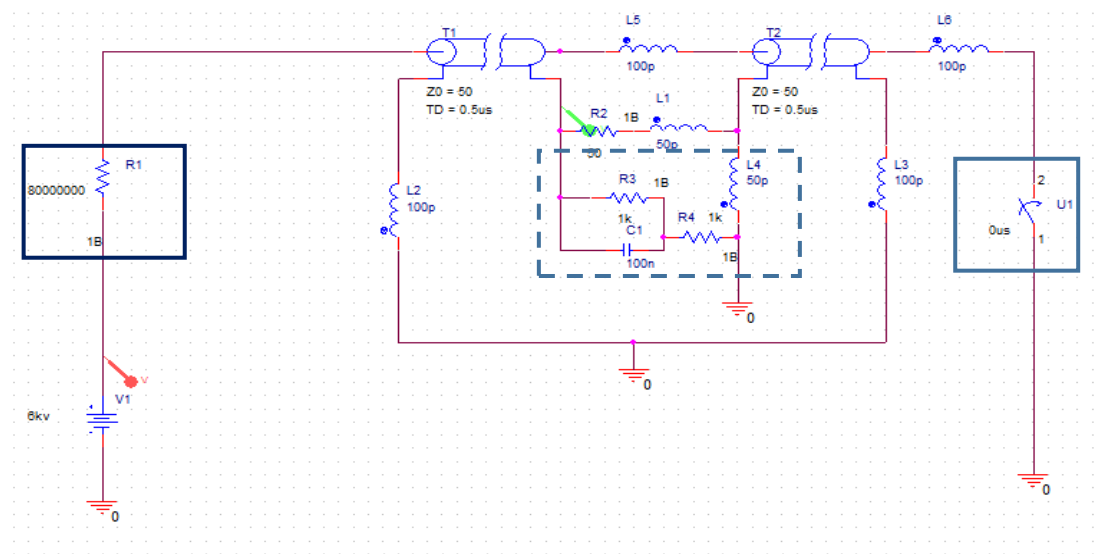 L5
L6
T1
T2
100p
100p
Z0 = 50
TD = 0.5us
Z0 = 50
TD = 0.5us
L1
R2
1B
50
50p
R1
80000000
1B
L2
100p
R3
1B
1k
C1
100n
R4
1k
1B
L4
50p
L3
100p
2
U1
0us
1
0
0
V
V1
6kv
0
0